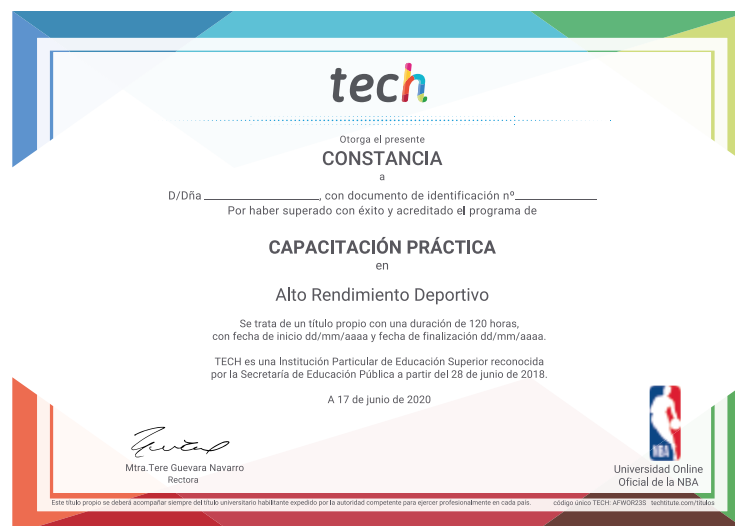 tech
Otorga el presente
CONSTANCIA
a
D/Dña ____________________, con documento de identificación nº______________
Por haber superado con éxito y acreditado el programa de
CAPACITACIÓN PRÁCTICA
en
Alto Rendimiento Deportivo
Se trata de un título propio con una duración de 120 horas,
con fecha de inicio dd/mm/aaaa y fecha de finalización dd/mm/aaaa.
TECH es una Institución Particular de Educación Superior reconocida
por la Secretaría de Educación Pública a partir del 28 de junio de 2018.
A 17 de junio de 2020
Mtra.Tere Guevara Navarro
Rectora
NBA
Universidad Online
Oficial de la NBA
Este título propio se deberá acompañar siempre del título universitario habilitante expedido por la autoridad competente para ejercer profesionalmente en cada país. código único TECH: AFWOR23S techtitute.com/títulos